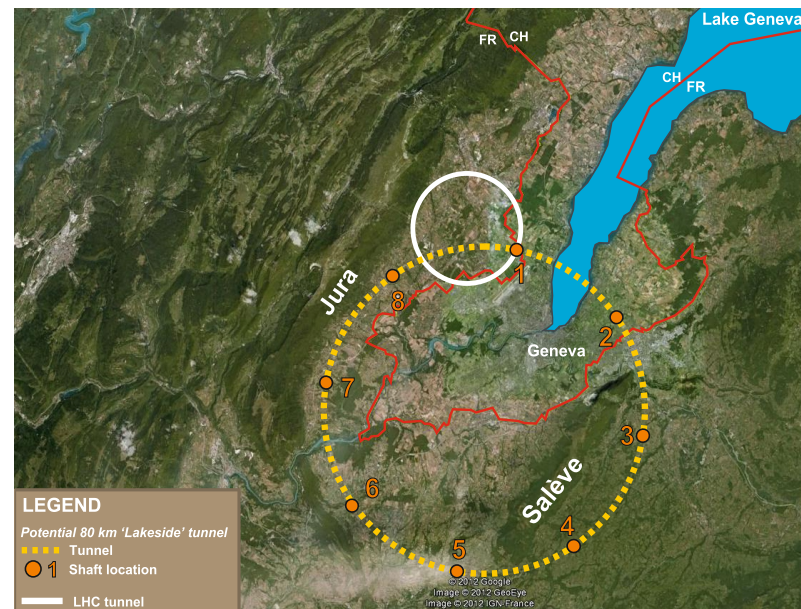 Lake Geneva
FR CH
CH
FR
1
8
Jura
2
Geneva
7
3
Salève
6
4
5
LEGEND
Potential 80 km ‘Lakeside’ tunnel
Tunnel
1 Shaft location
LHC tunnel
© 2012 Google
Image © 2012 GeoEye
Image © 2012 IGN-France